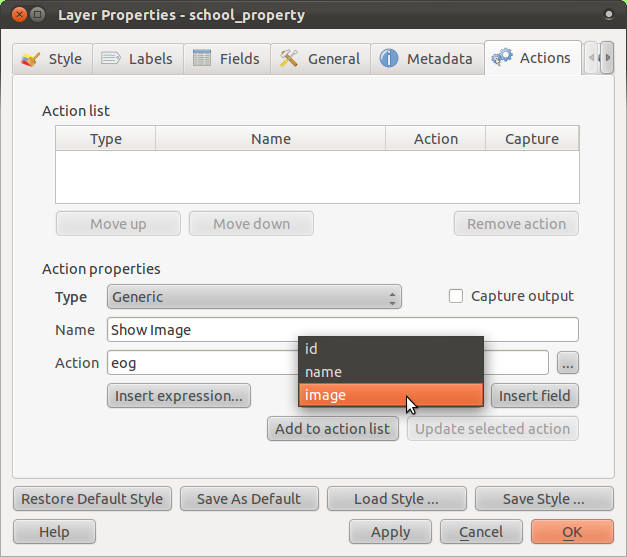 Layer Properties - school_property
Style Labels Fields General Metadata Actions
Action list
Type Name Action Capture
Move up Move down Remove action
Action properties
Type Generic Capture output
Name Show Image
id
Action eog ...
name
image
Insert expression... Insert field
Add to action list Update selected action
Restore Default Style Save As Default Load Style ... Save Style ...
Help Apply Cancel OK